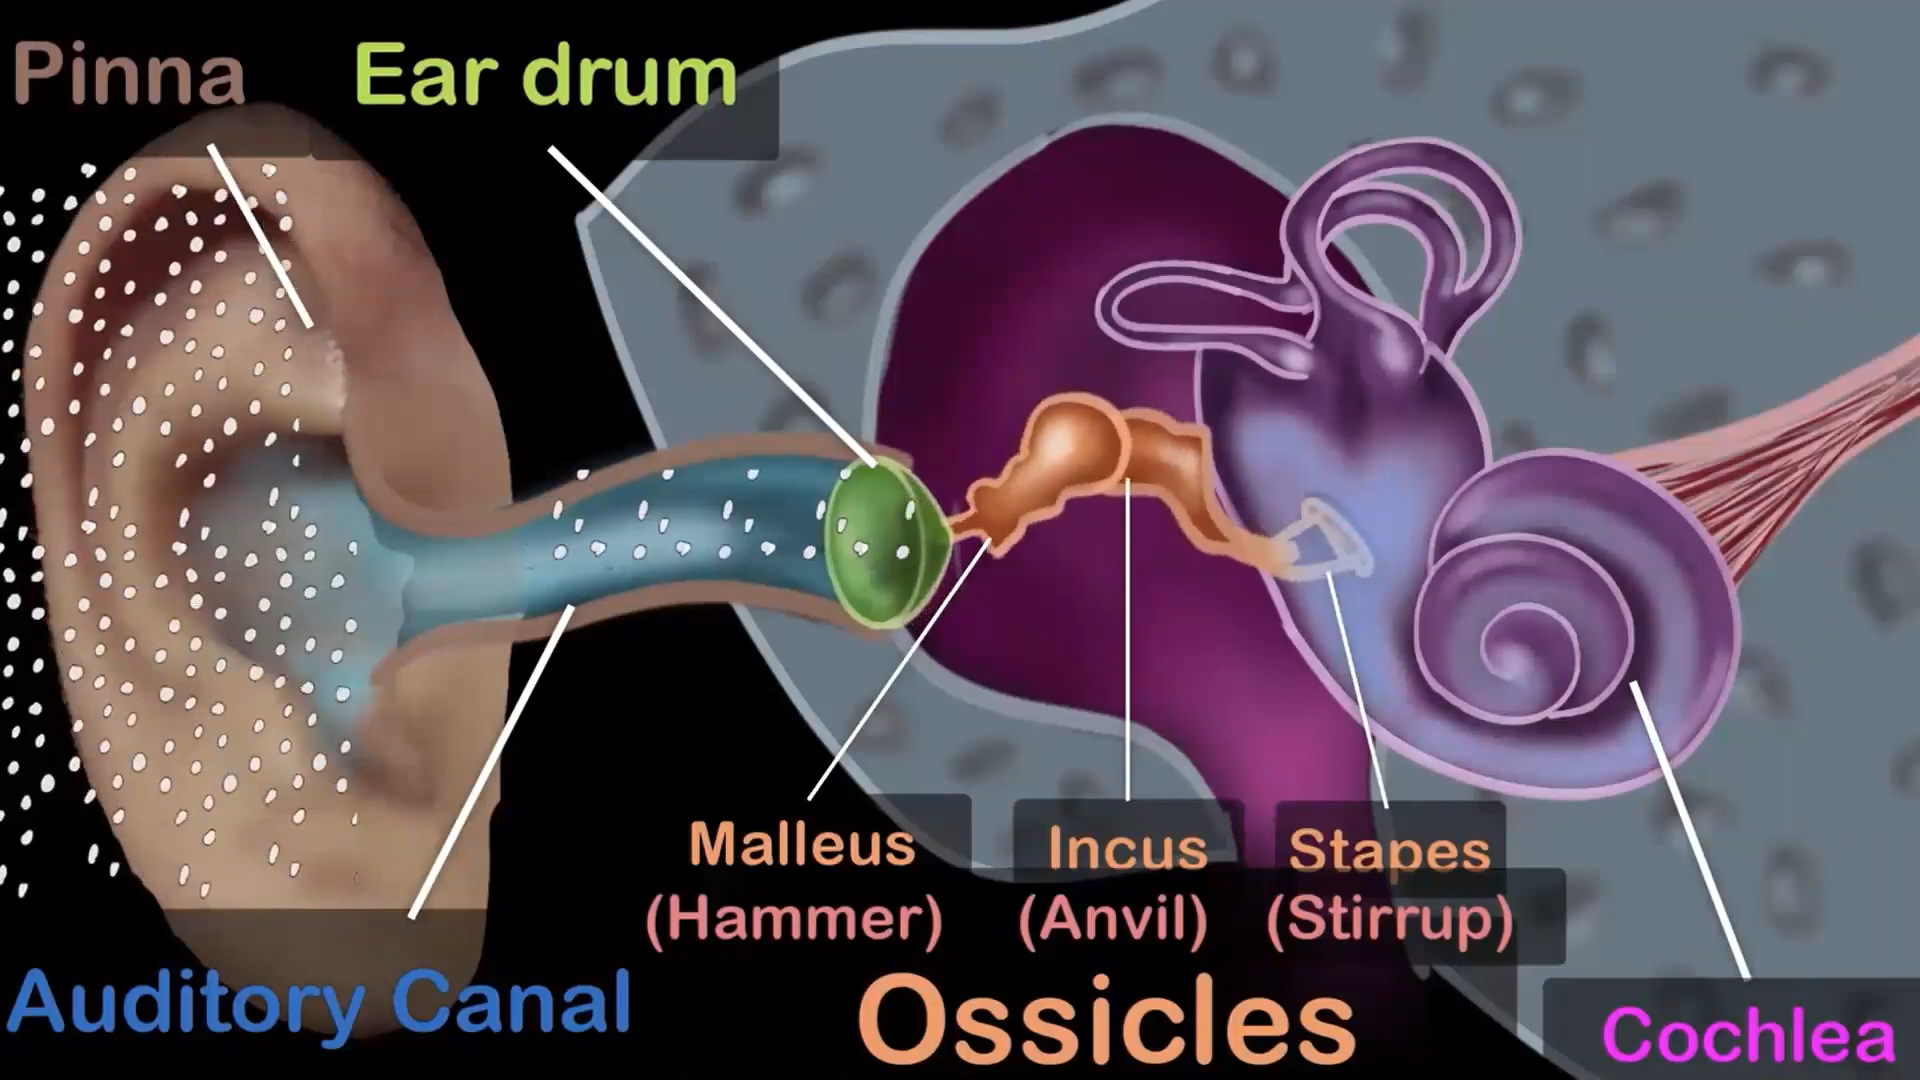 Pinna
Ear drum
Malleus
(Hammer)
Incus
(Anvil)
Stapes
(Stirrup)
Auditory Canal
Ossicles
Cochlea